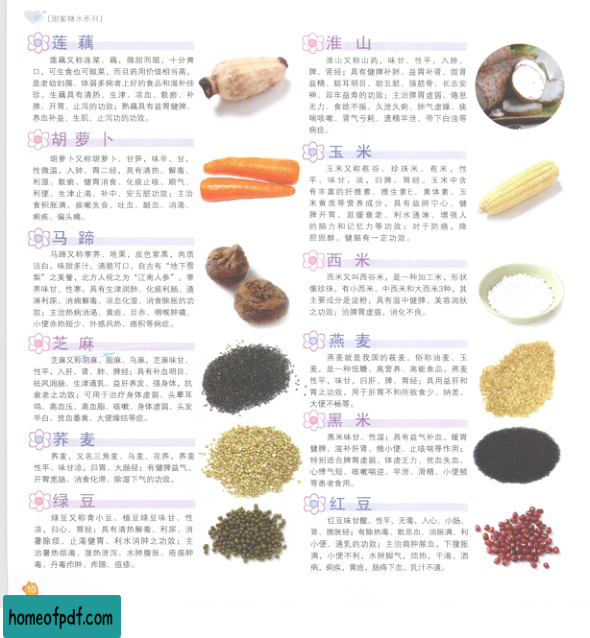 [甜蜜糖水系列]
莲藕
莲藕又称连菜、藕，微甜而脆，十分爽
口，可生食也可做菜，而且药用价值相当高，
是老幼妇孺、体弱多病者上好的食品和滋补佳
珍。生藕具有清热、生津、凉血、散瘀、补
脾、开胃、止泻的功效；熟藕具有益胃健脾、
养血补益、生肌、止泻功的功效。
胡萝卜
胡萝卜又称胡萝卜、甘笋，味辛、甘，
性微温，入肺、胃二经，具有清热、解毒、
利湿、散瘀、健胃消食、化痰止咳、顺气、
利便、生津止渴、补中、安五脏功效；主治
食积胀满、痰嗽失音、吐血、衄血、消渴、
痢疾、偏头痛。
马蹄
马蹄又称荸荠、地栗，皮色紫黑，肉质
洁白，味甜多汁，清脆可口，自古有“地下雪
梨”之美誉，北方人视之为“江南人参”。荸
荠味甘、性寒，具有生津润肺、化痰利肠、通
淋利尿、消痈解毒、凉血化湿、消食除胀的功
效；主治热病消渴、黄疸、目赤、咽喉肿痛、
小便赤热短少、外感风热、痞积等病症。
芝麻
芝麻又称胡麻、脂麻、乌麻，芝麻味甘、
性平，入肝、肾、肺、脾经；具有补血明目、
祛风润肠、生津通乳、益肝养发、强身体，抗
衰老之功效；可用于治疗身体虚弱、头晕耳
鸣、高血压、高血脂、咳嗽、身体虚弱、头发
早白、贫血萎黄、大便燥结等症。
荞麦
荞麦，又名三角麦、乌麦、花荞。荞麦
性平，味甘凉，归胃、大肠经；有健脾益气、
开胃宽肠、消食化滞、除湿下气的功效。
绿豆
绿豆又称青小豆、植豆绿豆味甘，性
凉，归心、胃经；具有清热解毒、利尿、消
暑除烦、止渴健胃、利水消肿之功效；主
治暑热烦渴、湿热泄泻、水肿腹胀、疮疡肿
毒、丹毒疖肿、痄腮、痘疹。
淮山
淮山又称山药，味甘、性平，入肺、
脾、肾经；具有健脾补肺、益胃补肾、固肾
益精、聪耳明目、助五脏、强筋骨、长志安
神、延年益寿的功效；主治脾胃虚弱、倦怠
无力、食欲不振、久泄久痢、肺气虚燥、痰
喘咳嗽、肾气亏耗、遗精早泄、带下白浊等
病症。
玉米
玉米又称苞谷、珍珠米、苞米，性
平、味甘、淡，归脾、胃经。玉米中含
有丰富的纤维素、维生素E、黄体素、玉
米黄质等营养成分，具有益肺宁心、健
脾开胃、延缓衰老、利水通淋、增强人
的脑力和记忆力等功效；对于防癌、降
胆固醇、健脑有一定功效。
西米
西米又叫西谷米，是一种加工米，形状
像珍珠。有小西米、中西米和大西米3种，其
主要成分是淀粉，具有温中健脾、美容润肤
之功效；治脾胃虚弱，消化不良。
燕麦
燕麦就是我国的莜麦，俗称油麦、玉
麦，是一种低糖、高营养、高能食品。燕麦
性平，味甘，归肝、脾、胃经；具用益肝和胃
之功效，用于肝胃不和所致食少、纳差、
大便不畅等。
黑米
黑米味甘、性温；具有益气补血、暖胃
健脾、滋补肝肾、缩小便、止咳喘等作用；
特别适合脾胃虚弱、体虚乏力、贫血失血、
心悸气短、咳嗽喘逆、早泄、滑精、小便频
等患者食用。
红豆
红豆味甘酸、性平，无毒，入心、小肠、
肾、膀胱经；有除热毒、散恶血、消胀满、利
小便、通乳的功效；主治痈肿脓血、下腹胀
满、小便不利、水肿脚气、烦热、干渴、酒
病、痢疾、黄疸、肠痔下血、乳汁不通。
10
homeofpdf.com